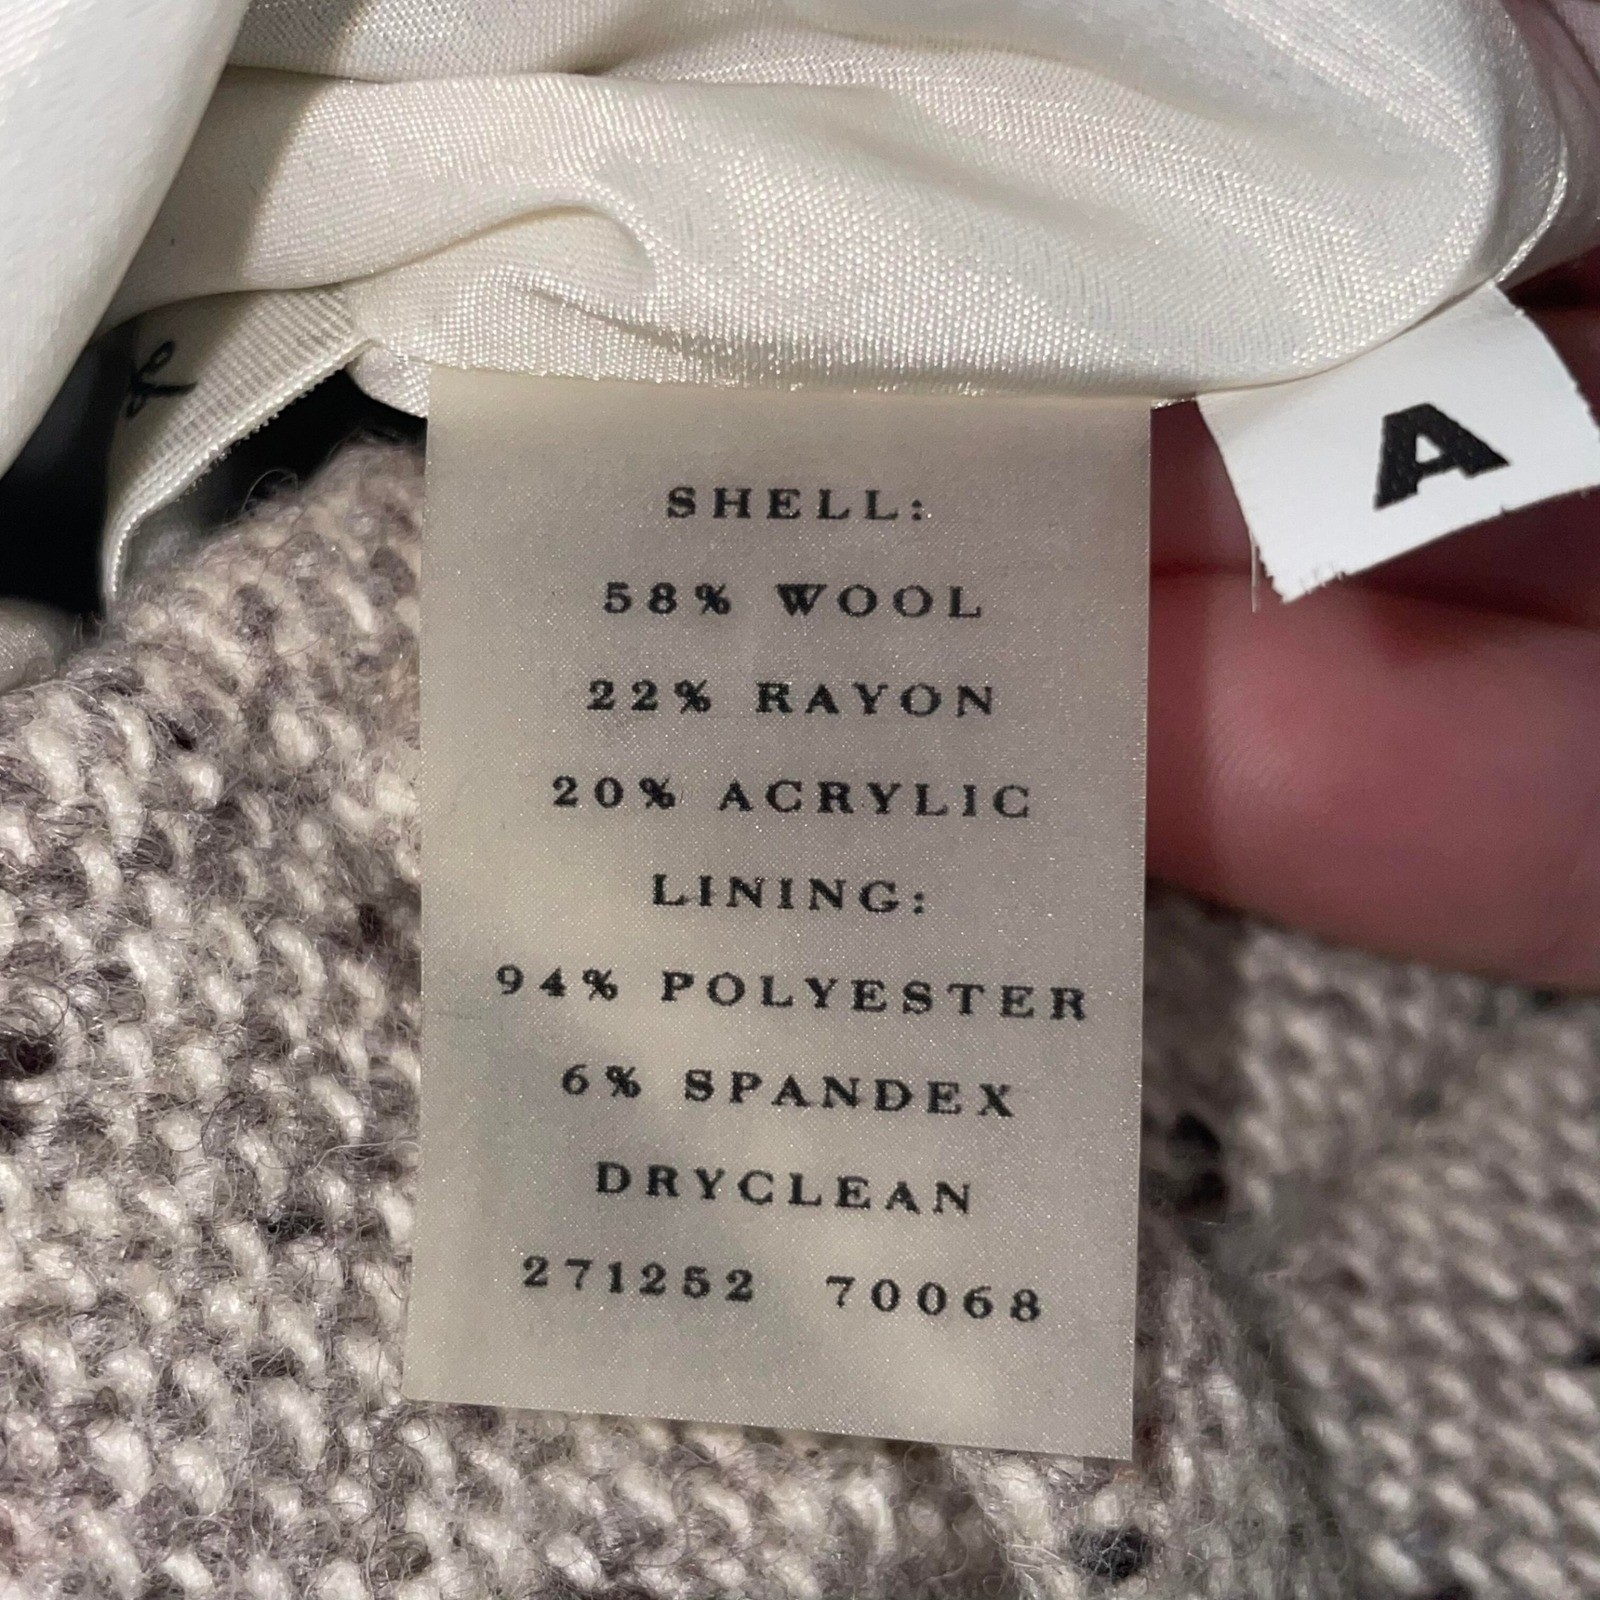 SHELL:
58% WOOL
22% RAYON
20% ACRYLIC
LINING:
94% POLYESTER
6% SPANDEX
DRYCLEAN
271252 70068
A